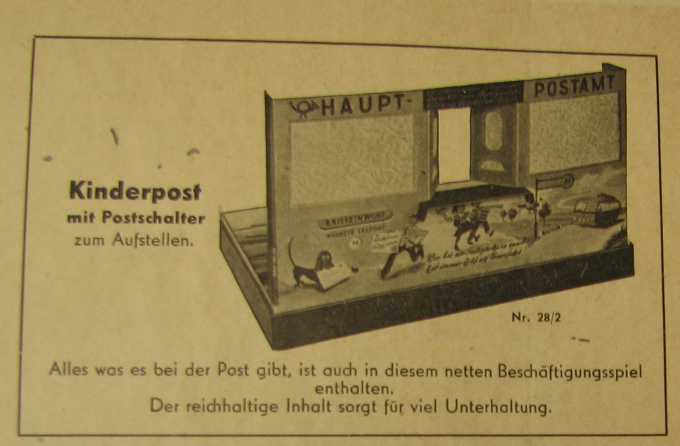 HAUPT-POSTAMT
BRIEFEINWURF
Kinderpost
mit Postschalter
zum Aufstellen.
Nr. 28/2
Alles was es bei der Post gibt, ist auch in diesem netten Beschäftigungsspiel
enthalten.
Der reichhaltige Inhalt sorgt für viel Unterhaltung.